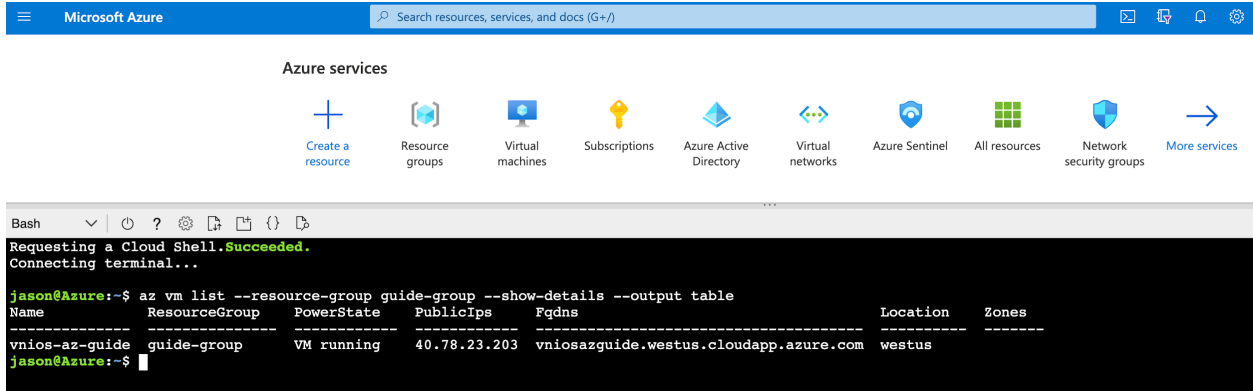 Microsoft Azure
Search resources, services, and docs (G+/)
Azure services
Create a resource
Resource groups
Virtual machines
Subscriptions
Azure Active Directory
Virtual networks
Azure Sentinel
All resources
Network security groups
More services
Bash
Requesting a Cloud Shell.Succeeded.
Connecting terminal...
jason@Azure:~$ az vm list --resource-group guide-group --show-details --output table
Name ResourceGroup PowerState PublicIps Fqdns Location Zones
-------------- --------------- ------------ ------------ -------------------------------------- ---------- -------
vnios-az-guide guide-group VM running 40.78.23.203 vniosazguide.westus.cloudapp.azure.com westus
jason@Azure:~$